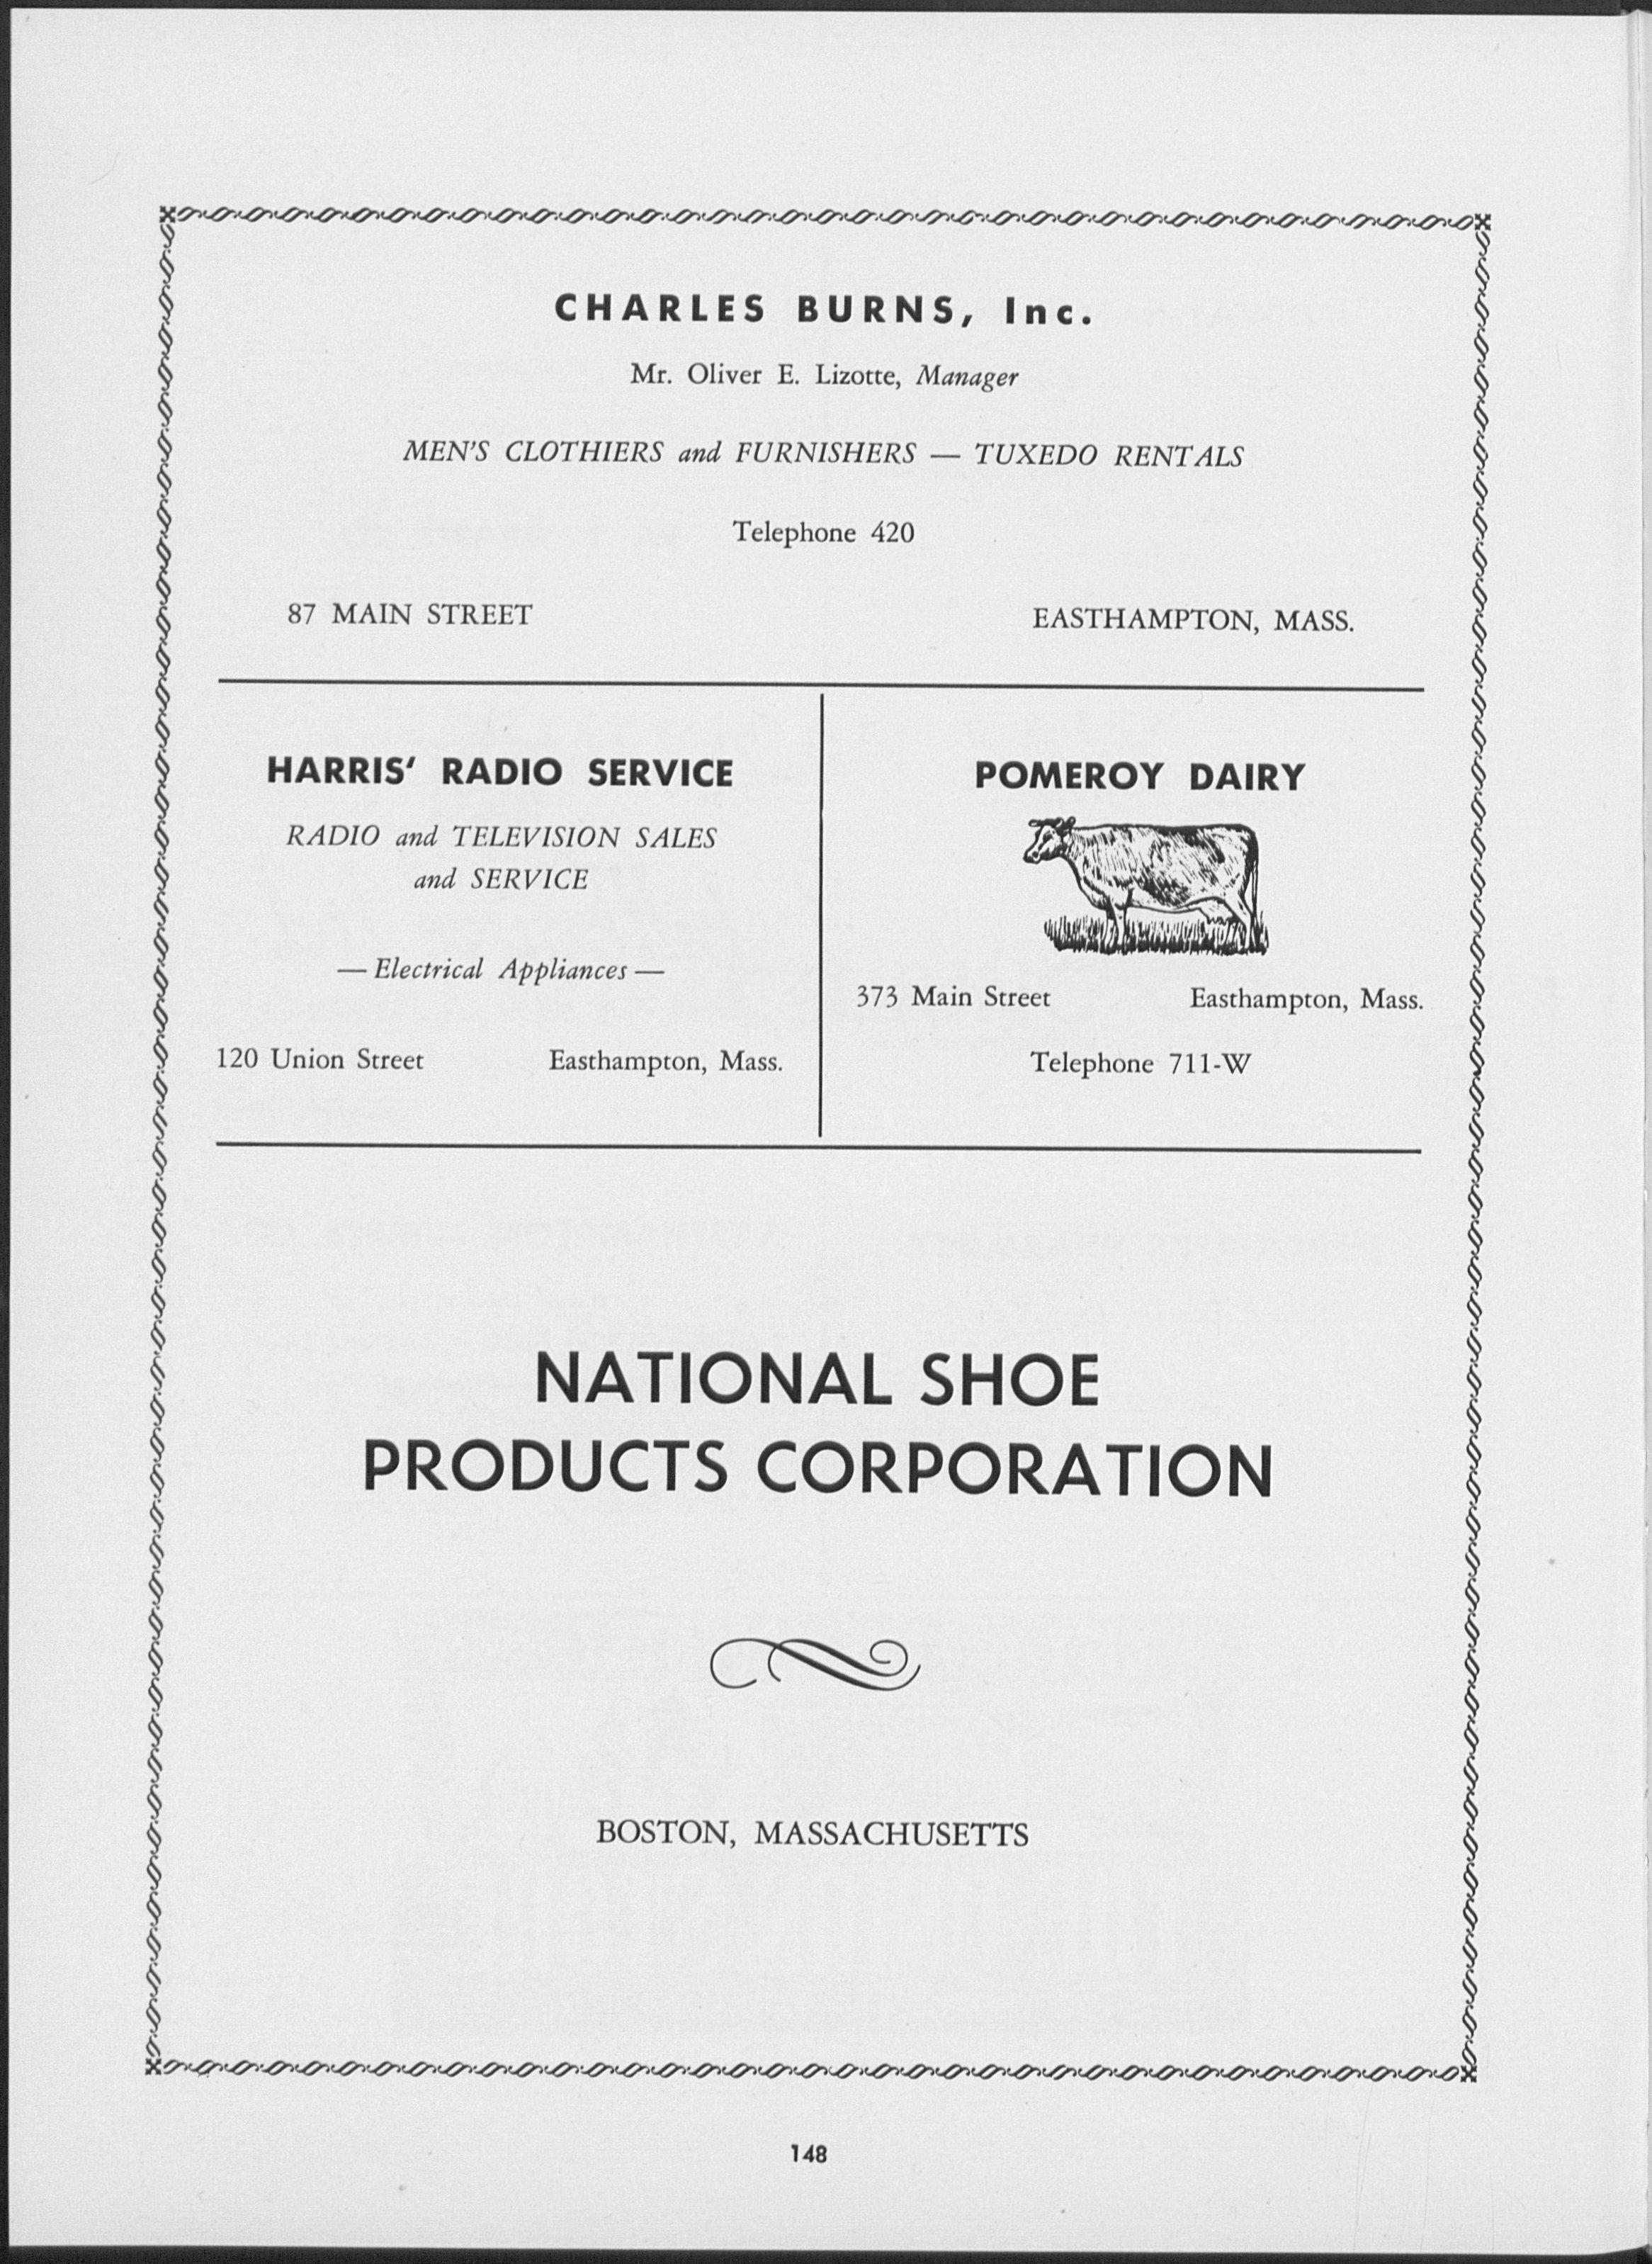 CHARLES BURNS, Inc.
Mr. Oliver E. Lizotte, Manager
MEN'S CLOTHIERS and FURNISHERS — TUXEDO RENTALS
Telephone 420
87 MAIN STREET EASTHAMPTON, MASS.
HARRIS' RADIO SERVICE
RADIO and TELEVISION SALES
and SERVICE
— Electrical Appliances —
120 Union Street Easthampton, Mass.
POMEROY DAIRY
373 Main Street Easthampton, Mass.
Telephone 711-W
NATIONAL SHOE
PRODUCTS CORPORATION
BOSTON, MASSACHUSETTS
148